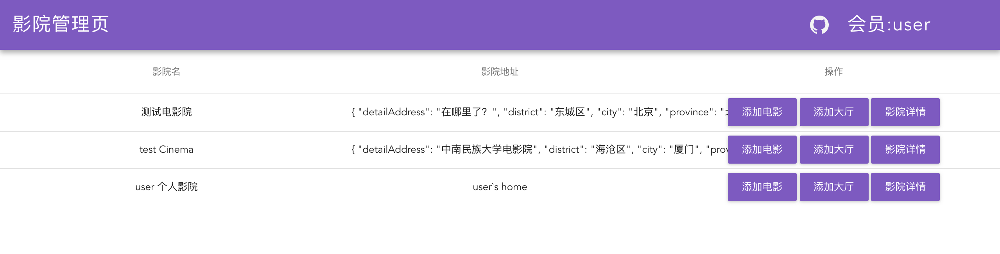 影院管理页 会员:user
影院名 影院地址 操作
测试电影院 { "detailAddress": "在哪里了？", "district": "东城区", "city": "北京", "province": " 添加电影 添加大厅 影院详情
test Cinema { "detailAddress": "中南民族大学电影院", "district": "海沧区", "city": "厦门", "prov 添加电影 添加大厅 影院详情
user 个人影院 user`s home 添加电影 添加大厅 影院详情